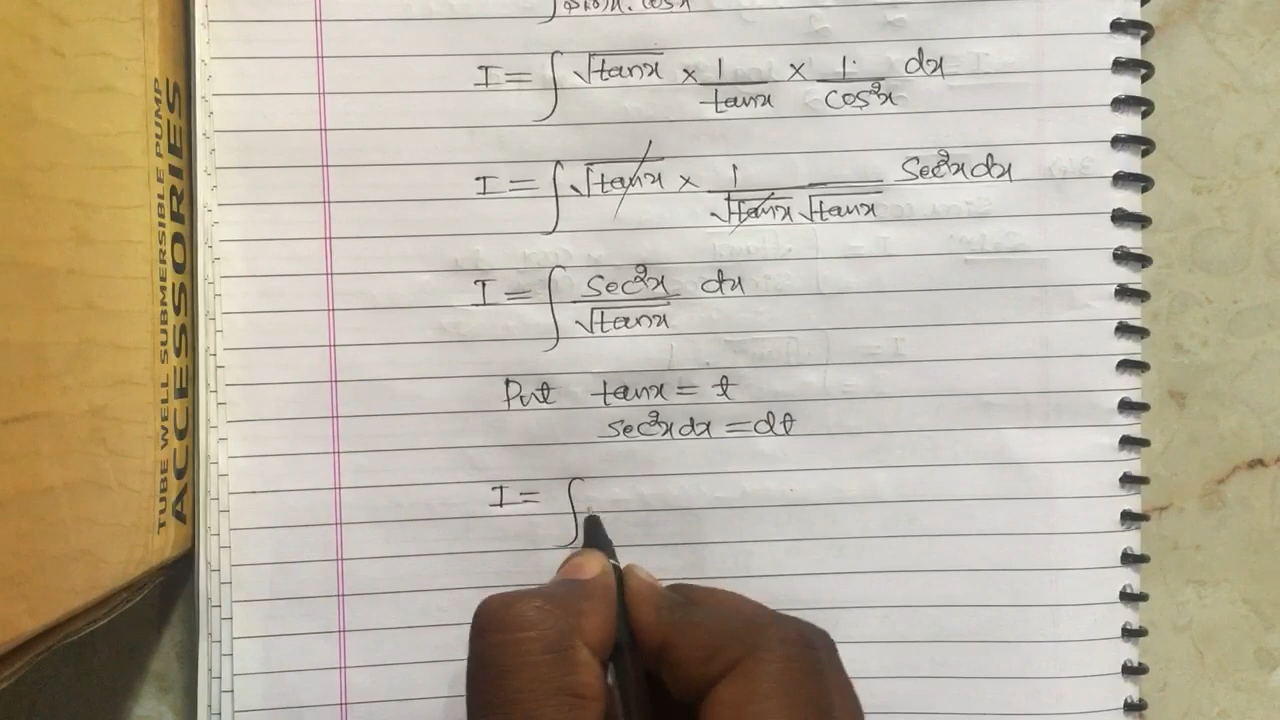 I = ∫ √tanx × 1/tanx × 1/cos²x dx
I = ∫ √tanx × 1/√tanx √tanx sec²x dx
I = ∫ sec²x/√tanx dx
Put tanx = t
sec²x dx = dt
I = ∫
TUBE WELL SUBMERSIBLE PUMP
ACCESSORIES